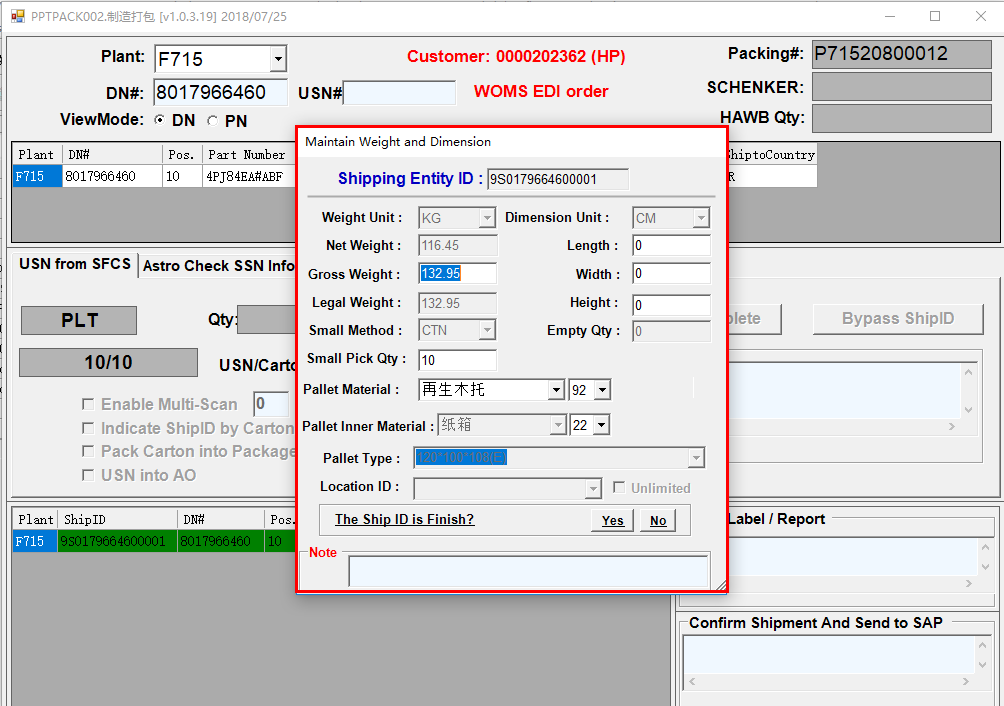 PPTPACK002.制造打包 [v1.0.3.19] 2018/07/25
Plant: F715
Customer: 0000202362 (HP)
Packing#: P71520800012
DN#: 8017966460 USN#
WOMS EDI order
SCHENKER:
ViewMode: DN PN
HAWB Qty:
Plant DN# Pos. Part Number ShiptoCountry
F715 8017966460 10 4PJ84EA#ABF R
USN from SFCS Astro Check SSN Info
PLT Qty:
10/10 USN/Carto
Enable Multi-Scan 0
Indicate ShipID by Carton
Pack Carton into Package
USN into AO
plete Bypass ShipID
Maintain Weight and Dimension
Shipping Entity ID : 9S0179664600001
Weight Unit : KG Dimension Unit : CM
Net Weight : 116.45 Length : 0
Gross Weight : 132.95 Width : 0
Legal Weight : 132.95 Height : 0
Small Method : CTN Empty Qty : 0
Small Pick Qty : 10
Pallet Material : 再生木托 92
Pallet Inner Material : 纸箱 22
Pallet Type : 120*100*108(E)
Location ID : Unlimited
The Ship ID is Finish? Yes No
Note
Plant ShipID DN# Pos.
F715 9S0179664600001 8017966460 10
Label / Report
Confirm Shipment And Send to SAP